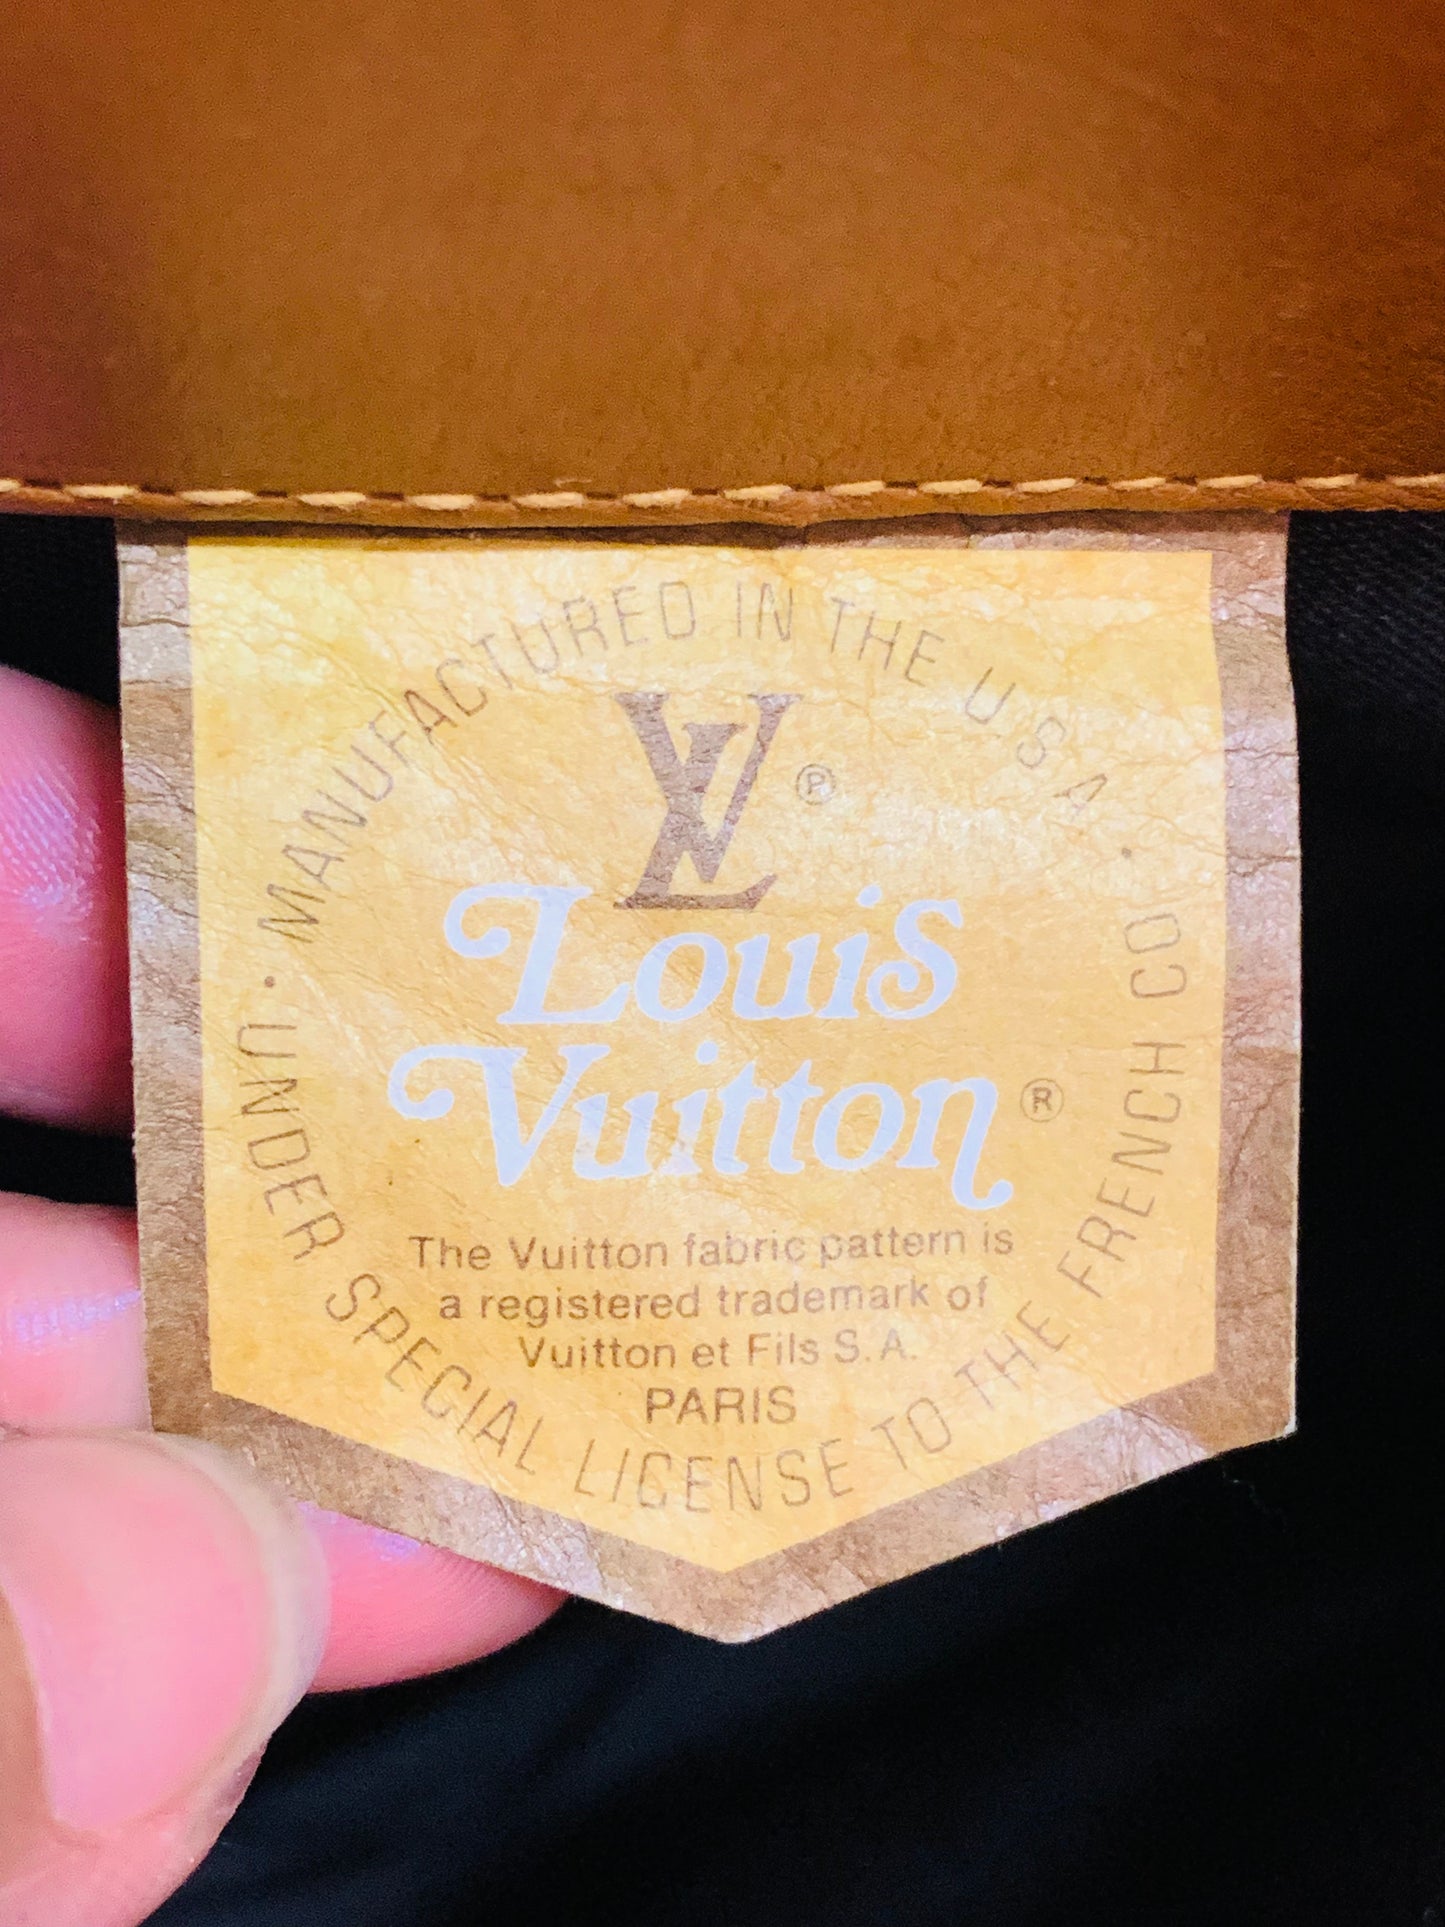 · MANUFACTURED IN THE U.S.A. ·
LV ®
Louis
Vuitton ®
The Vuitton fabric pattern is
a registered trademark of
Vuitton et Fils S.A.
PARIS
UNDER SPECIAL LICENSE TO THE FRENCH CO